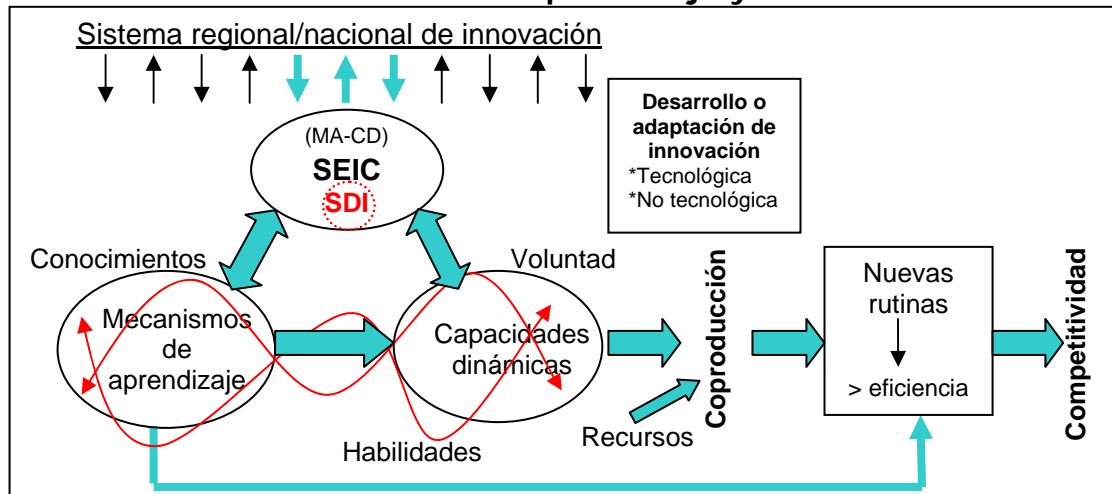 Sistema regional/nacional de innovación
Desarrollo o
adaptación de
innovación
*Tecnológica
*No tecnológica
(MA-CD)
SEIC
SDI
Conocimientos
Voluntad
Mecanismos
de
aprendizaje
Capacidades
dinámicas
Habilidades
Recursos
Coproducción
Nuevas
rutinas
> eficiencia
Competitividad